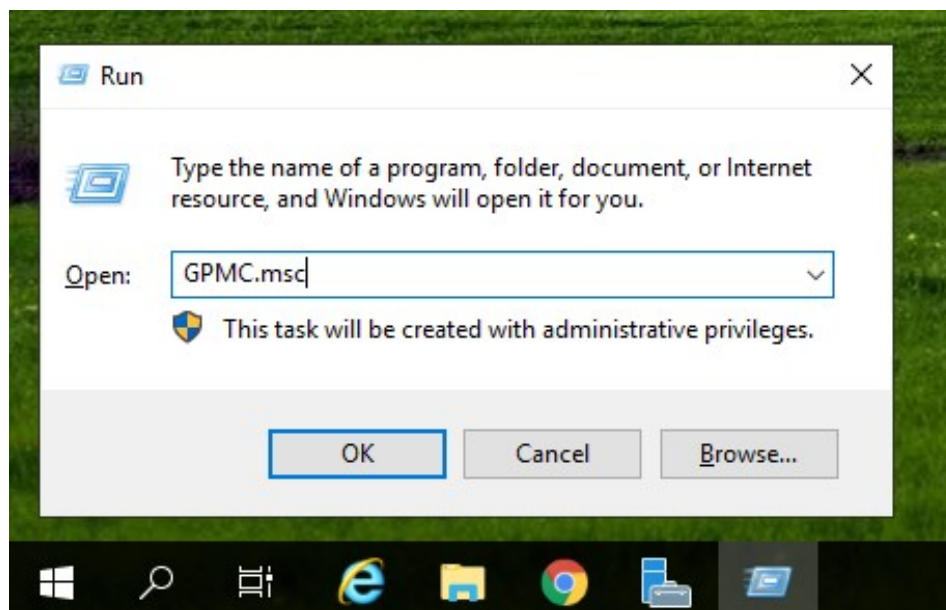 Run
Type the name of a program, folder, document, or Internet
resource, and Windows will open it for you.
Open:
GPMC.msc
This task will be created with administrative privileges.
OK
Cancel
Browse...